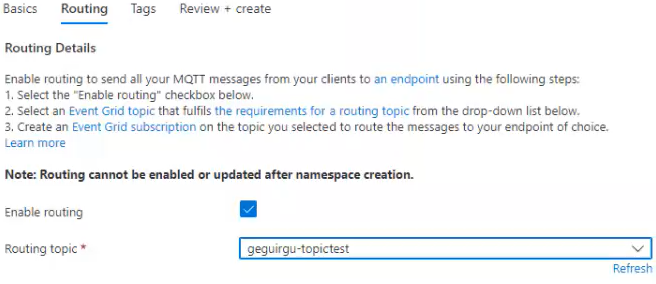 Basics Routing Tags Review + create
Routing Details
Enable routing to send all your MQTT messages from your clients to an endpoint using the following steps:
1. Select the "Enable routing" checkbox below.
2. Select an Event Grid topic that fulfils the requirements for a routing topic from the drop-down list below.
3. Create an Event Grid subscription on the topic you selected to route the messages to your endpoint of choice.
Learn more
Note: Routing cannot be enabled or updated after namespace creation.
Enable routing
Routing topic * geguirgu-topictest
Refresh